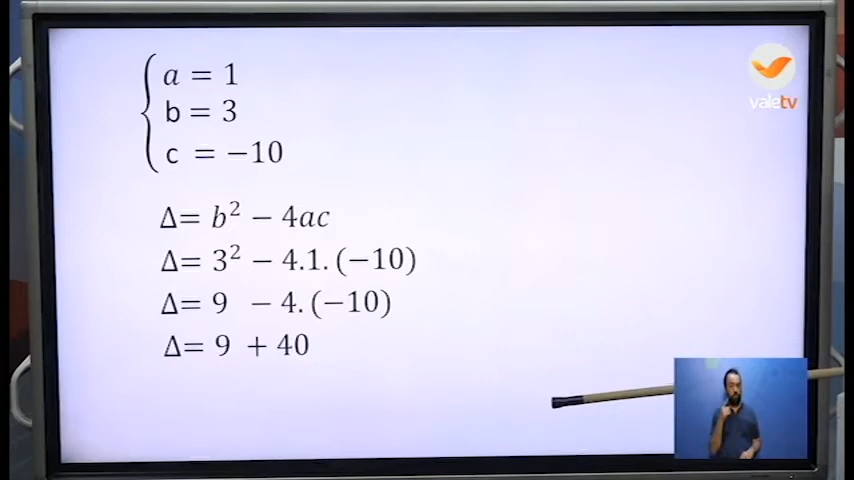 a = 1
b = 3
c = −10
valetv
Δ= b² − 4ac
Δ= 3² − 4.1. (−10)
Δ= 9 − 4. (−10)
Δ= 9 + 40